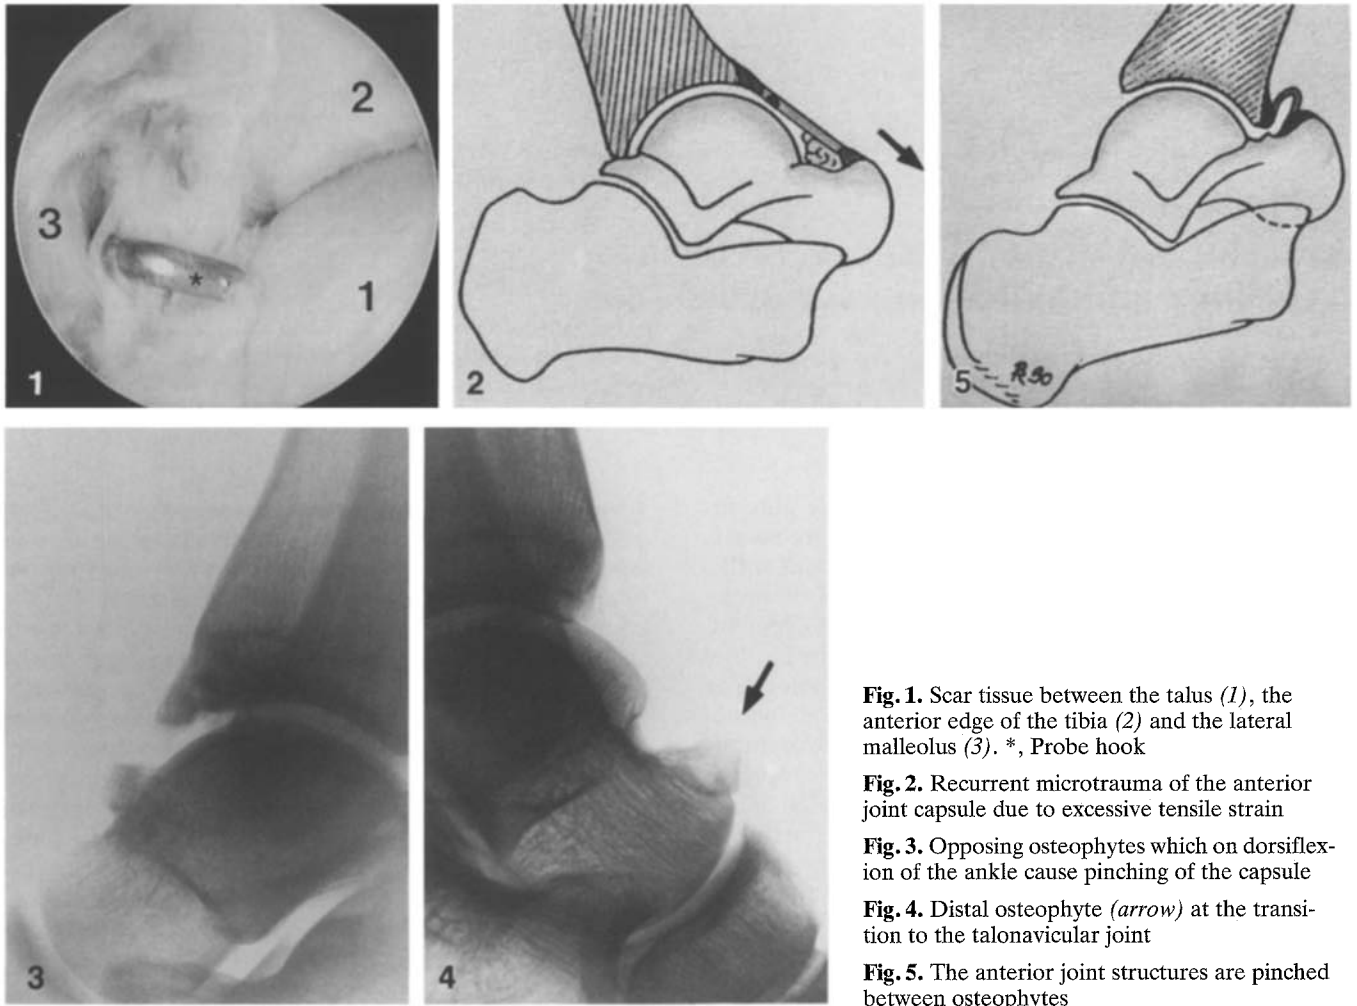 2
3
*
1
1
2
5
R.90
3
4
Fig. 1. Scar tissue between the talus (1), the
anterior edge of the tibia (2) and the lateral
malleolus (3). *, Probe hook
Fig. 2. Recurrent microtrauma of the anterior
joint capsule due to excessive tensile strain
Fig. 3. Opposing osteophytes which on dorsiflex-
ion of the ankle cause pinching of the capsule
Fig. 4. Distal osteophyte (arrow) at the transi-
tion to the talonavicular joint
Fig. 5. The anterior joint structures are pinched
between osteophytes